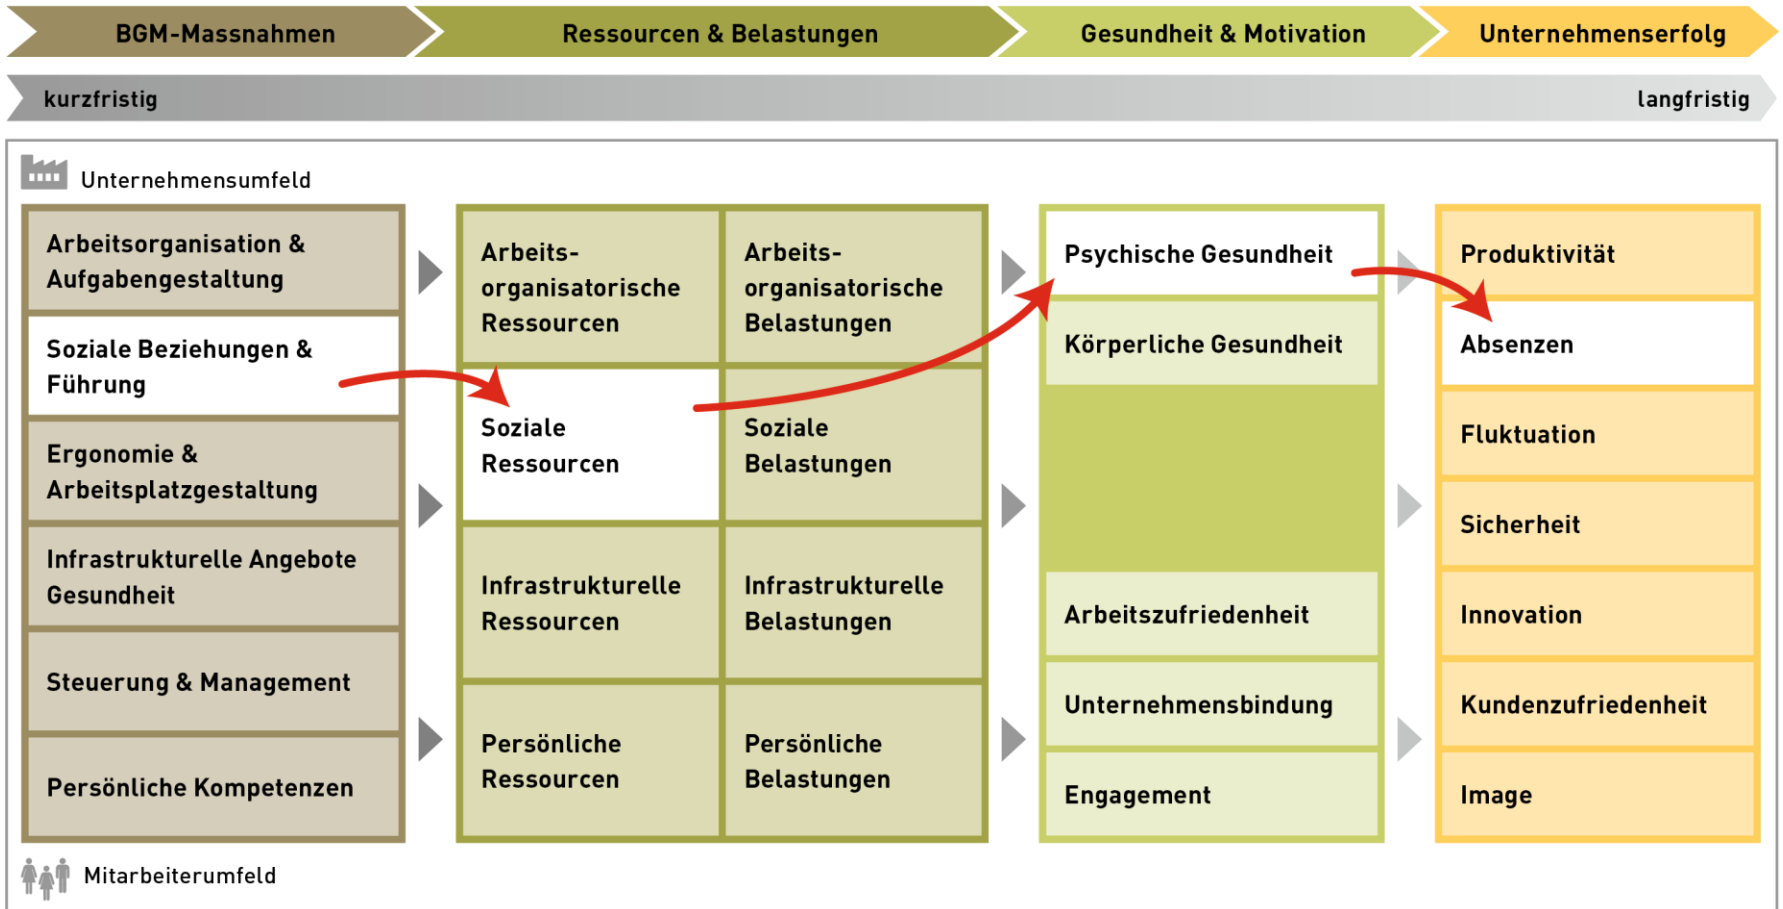 BGM-Massnahmen
Ressourcen & Belastungen
Gesundheit & Motivation
Unternehmenserfolg
kurzfristig
langfristig
Unternehmensumfeld
Arbeitsorganisation &
Aufgabengestaltung
Soziale Beziehungen &
Führung
Ergonomie &
Arbeitsplatzgestaltung
Infrastrukturelle Angebote
Gesundheit
Steuerung & Management
Persönliche Kompetenzen
Arbeits-
organisatorische
Ressourcen
Arbeits-
organisatorische
Belastungen
Soziale
Ressourcen
Soziale
Belastungen
Infrastrukturelle
Ressourcen
Infrastrukturelle
Belastungen
Persönliche
Ressourcen
Persönliche
Belastungen
Psychische Gesundheit
Körperliche Gesundheit
Arbeitszufriedenheit
Unternehmensbindung
Engagement
Produktivität
Absenzen
Fluktuation
Sicherheit
Innovation
Kundenzufriedenheit
Image
Mitarbeiterumfeld